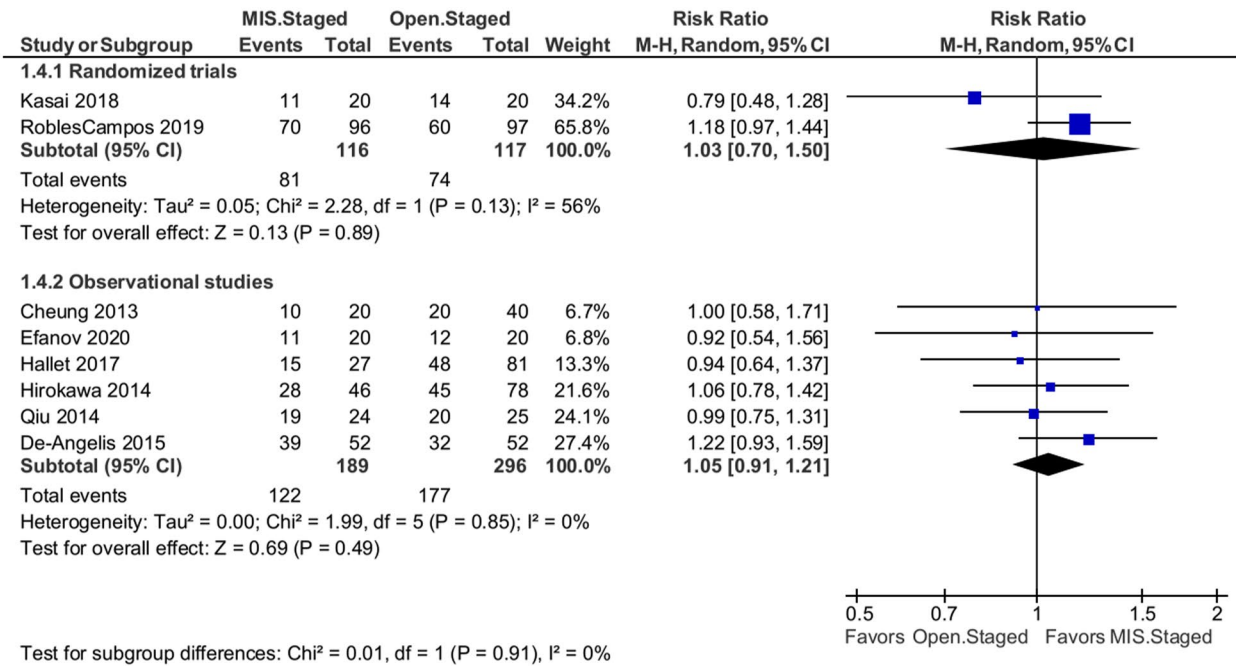 MIS.Staged Open.Staged Risk Ratio Risk Ratio
Study or Subgroup Events Total Events Total Weight M-H, Random, 95% CI M-H, Random, 95% CI
1.4.1 Randomized trials
Kasai 2018 11 20 14 20 34.2% 0.79 [0.48, 1.28]
RoblesCampos 2019 70 96 60 97 65.8% 1.18 [0.97, 1.44]
Subtotal (95% CI) 116 117 100.0% 1.03 [0.70, 1.50]
Total events 81 74
Heterogeneity: Tau² = 0.05; Chi² = 2.28, df = 1 (P = 0.13); I² = 56%
Test for overall effect: Z = 0.13 (P = 0.89)
1.4.2 Observational studies
Cheung 2013 10 20 20 40 6.7% 1.00 [0.58, 1.71]
Efanov 2020 11 20 12 20 6.8% 0.92 [0.54, 1.56]
Hallet 2017 15 27 48 81 13.3% 0.94 [0.64, 1.37]
Hirokawa 2014 28 46 45 78 21.6% 1.06 [0.78, 1.42]
Qiu 2014 19 24 20 25 24.1% 0.99 [0.75, 1.31]
De-Angelis 2015 39 52 32 52 27.4% 1.22 [0.93, 1.59]
Subtotal (95% CI) 189 296 100.0% 1.05 [0.91, 1.21]
Total events 122 177
Heterogeneity: Tau² = 0.00; Chi² = 1.99, df = 5 (P = 0.85); I² = 0%
Test for overall effect: Z = 0.69 (P = 0.49)
0.5 0.7 1 1.5 2
Favors Open.Staged Favors MIS.Staged
Test for subgroup differences: Chi² = 0.01, df = 1 (P = 0.91), I² = 0%